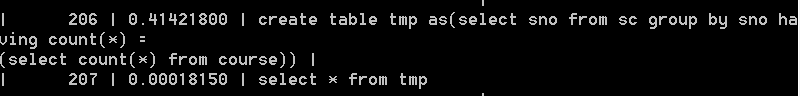 |      206 | 0.41421800 | create table tmp as(select sno from sc group by sno ha
ving count(*) =
(select count(*) from course)) |
|      207 | 0.00018150 | select * from tmp